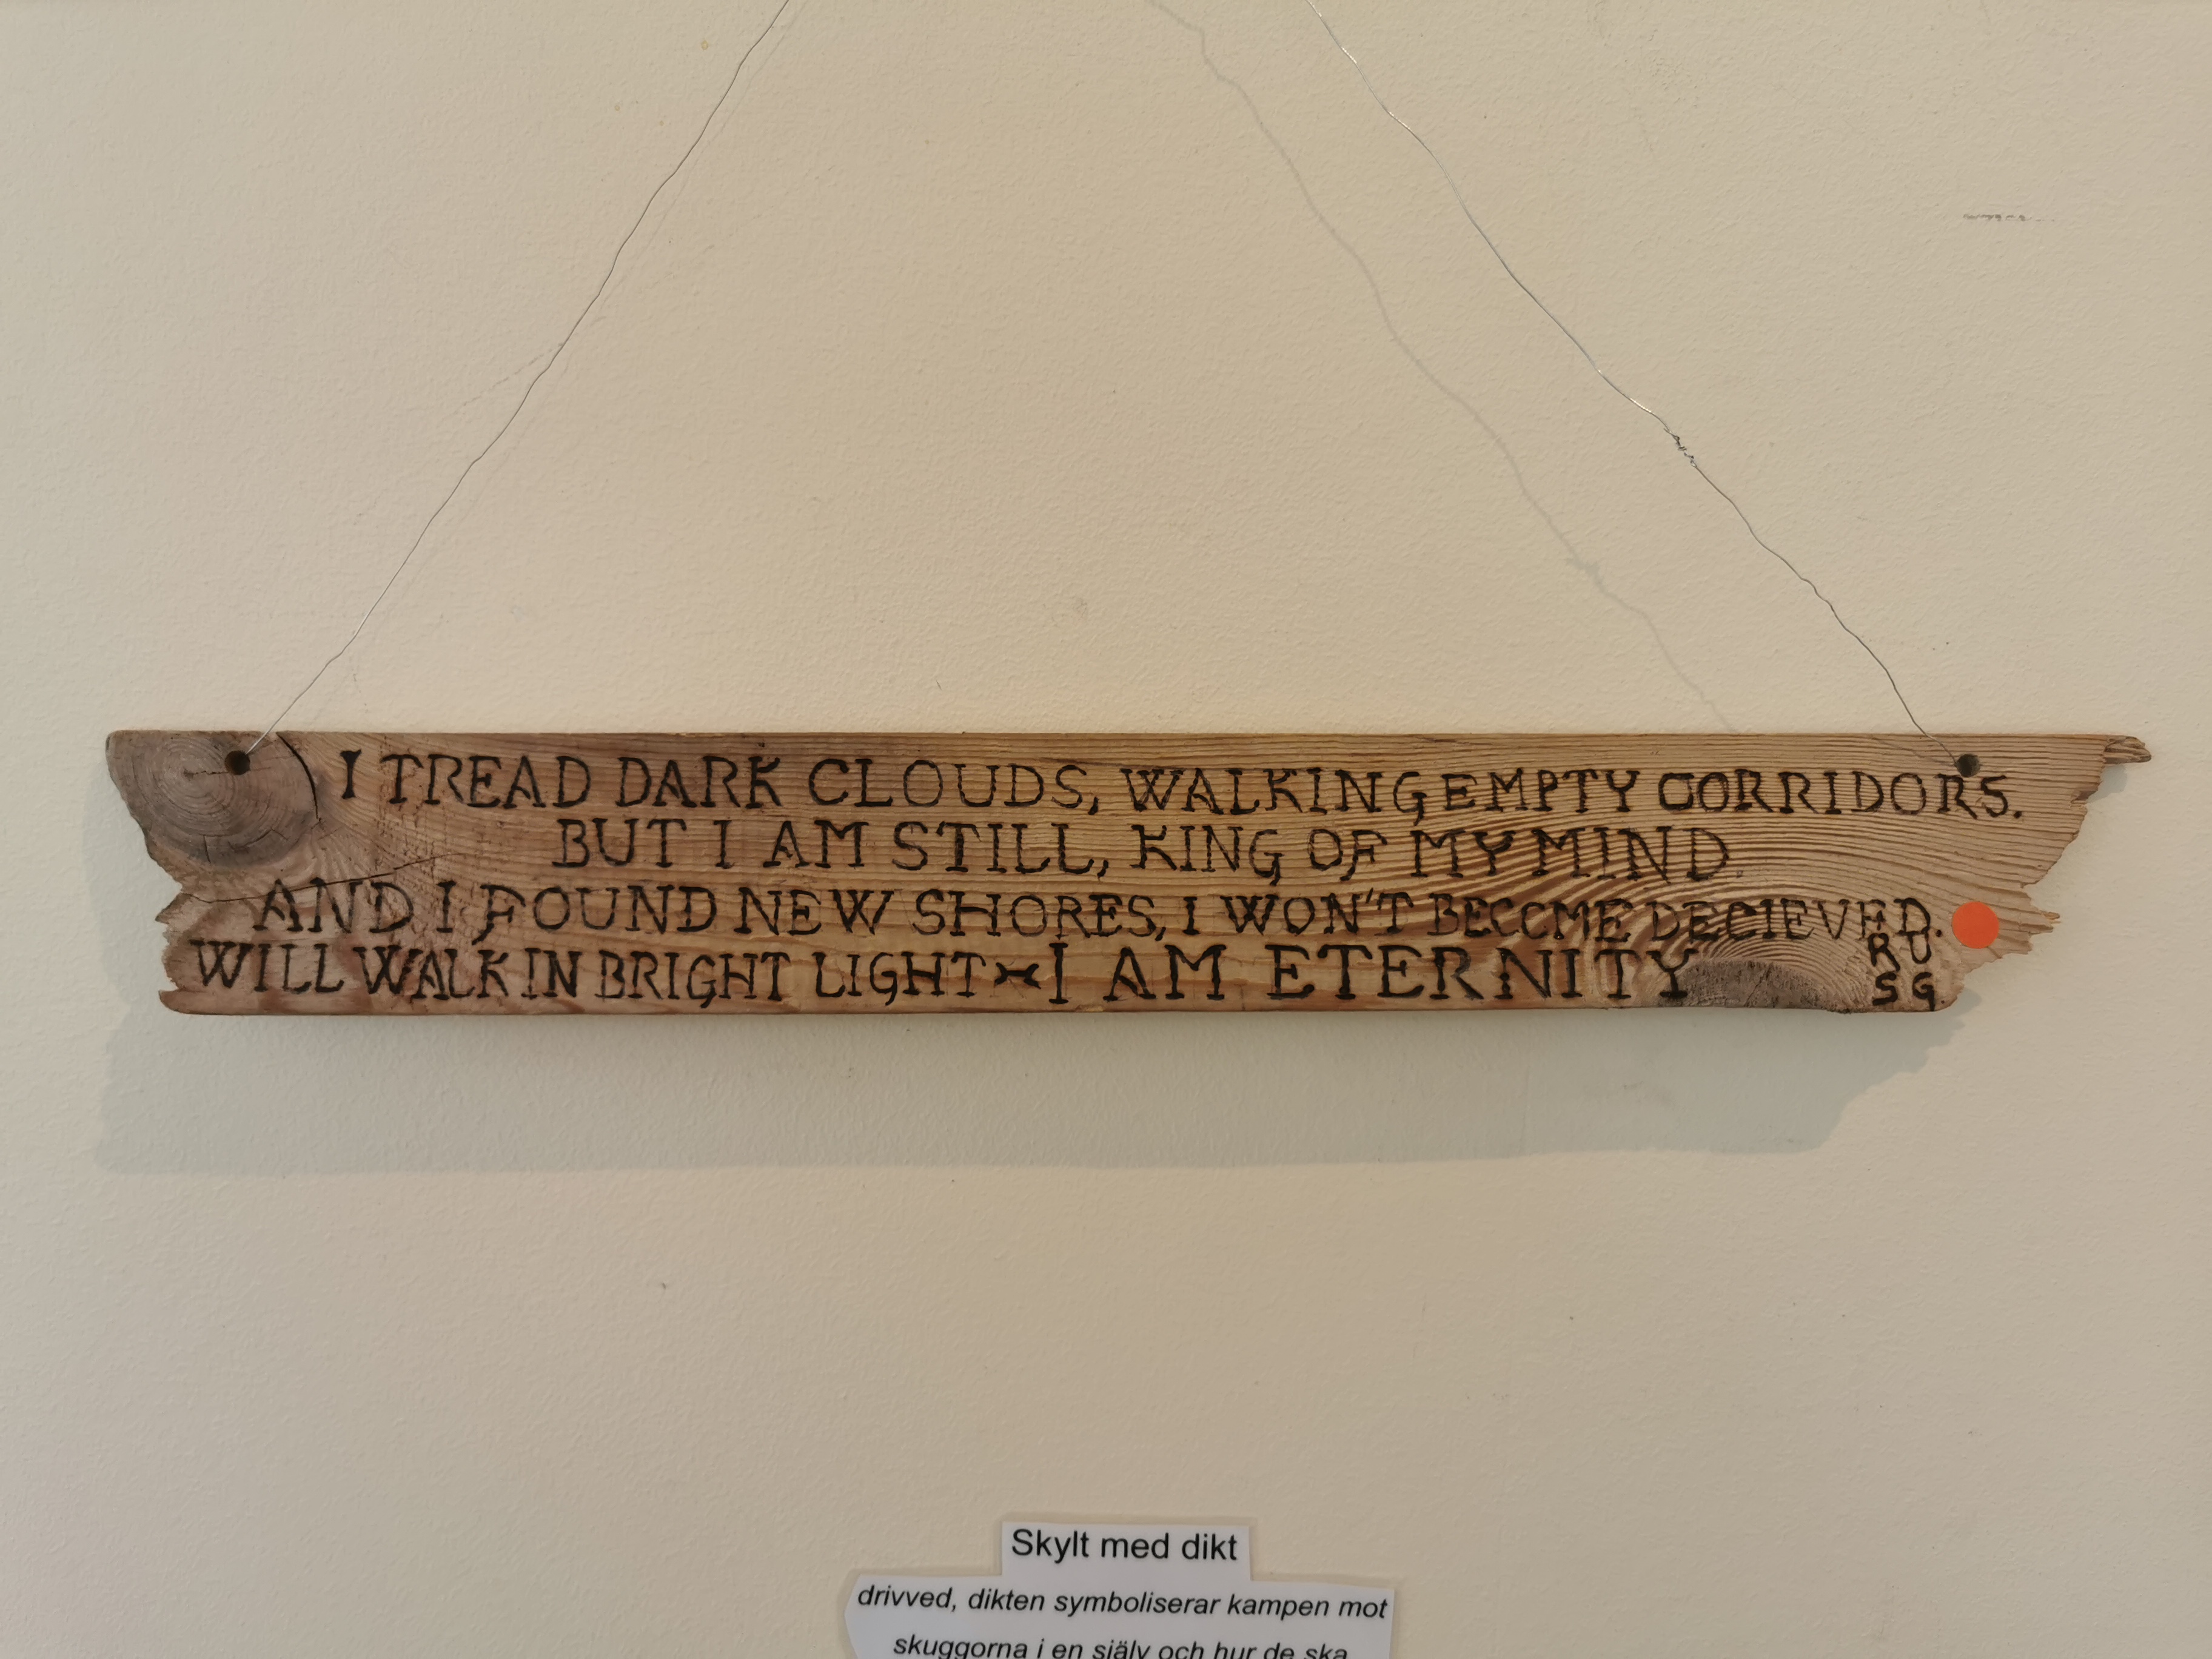 I TREAD DARK CLOUDS, WALKING EMPTY CORRIDORS.
BUT I AM STILL, KING OF MY MIND
AND I FOUND NEW SHORES, I WON'T BECOME DECIEVED.
WILL WALK IN BRIGHT LIGHT I AM ETERNITY
R U
S G
Skylt med dikt
drivved, dikten symboliserar kampen mot
skuggorna i en själv och hur de ska